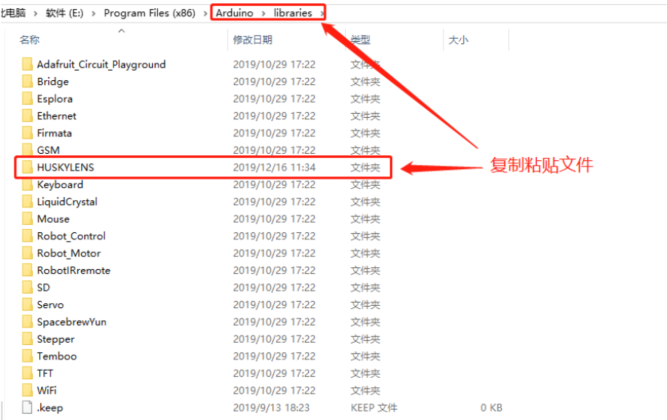 此电脑 › 软件 (E:) › Program Files (x86) › Arduino › libraries ›
名称 修改日期 类型 大小
Adafruit_Circuit_Playground 2019/10/29 17:22 文件夹
Bridge 2019/10/29 17:22 文件夹
Esplora 2019/10/29 17:22 文件夹
Ethernet 2019/10/29 17:22 文件夹
Firmata 2019/10/29 17:22 文件夹
GSM 2019/10/29 17:22 文件夹
HUSKYLENS 2019/12/16 11:34 文件夹
复制粘贴文件
Keyboard 2019/10/29 17:22 文件夹
LiquidCrystal 2019/10/29 17:22 文件夹
Mouse 2019/10/29 17:22 文件夹
Robot_Control 2019/10/29 17:22 文件夹
Robot_Motor 2019/10/29 17:22 文件夹
RobotIRremote 2019/10/29 17:22 文件夹
SD 2019/10/29 17:22 文件夹
Servo 2019/10/29 17:22 文件夹
SpacebrewYun 2019/10/29 17:22 文件夹
Stepper 2019/10/29 17:22 文件夹
Temboo 2019/10/29 17:22 文件夹
TFT 2019/10/29 17:22 文件夹
WiFi 2019/10/29 17:22 文件夹
.keep 2019/9/13 18:23 KEEP 文件 0 KB